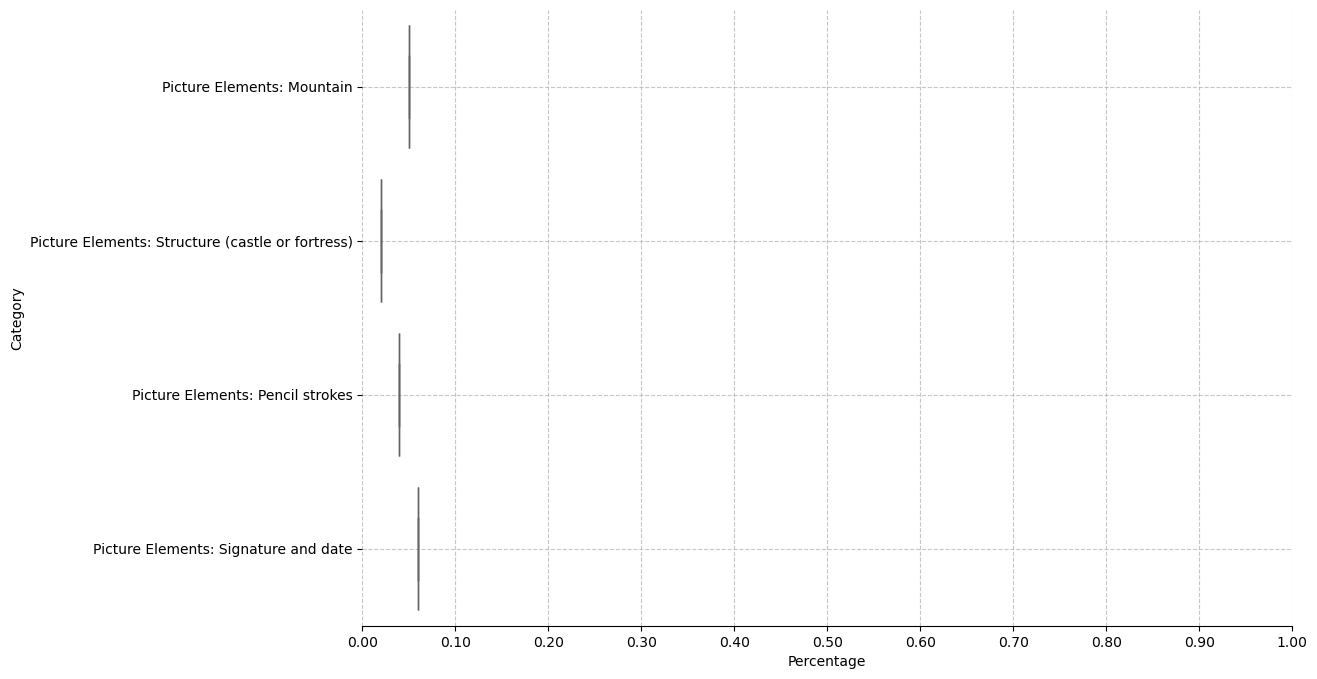 Picture Elements: Mountain
Picture Elements: Structure (castle or fortress)
Picture Elements: Pencil strokes
Picture Elements: Signature and date
Category
0.00 0.10 0.20 0.30 0.40 0.50 0.60 0.70 0.80 0.90 1.00
Percentage